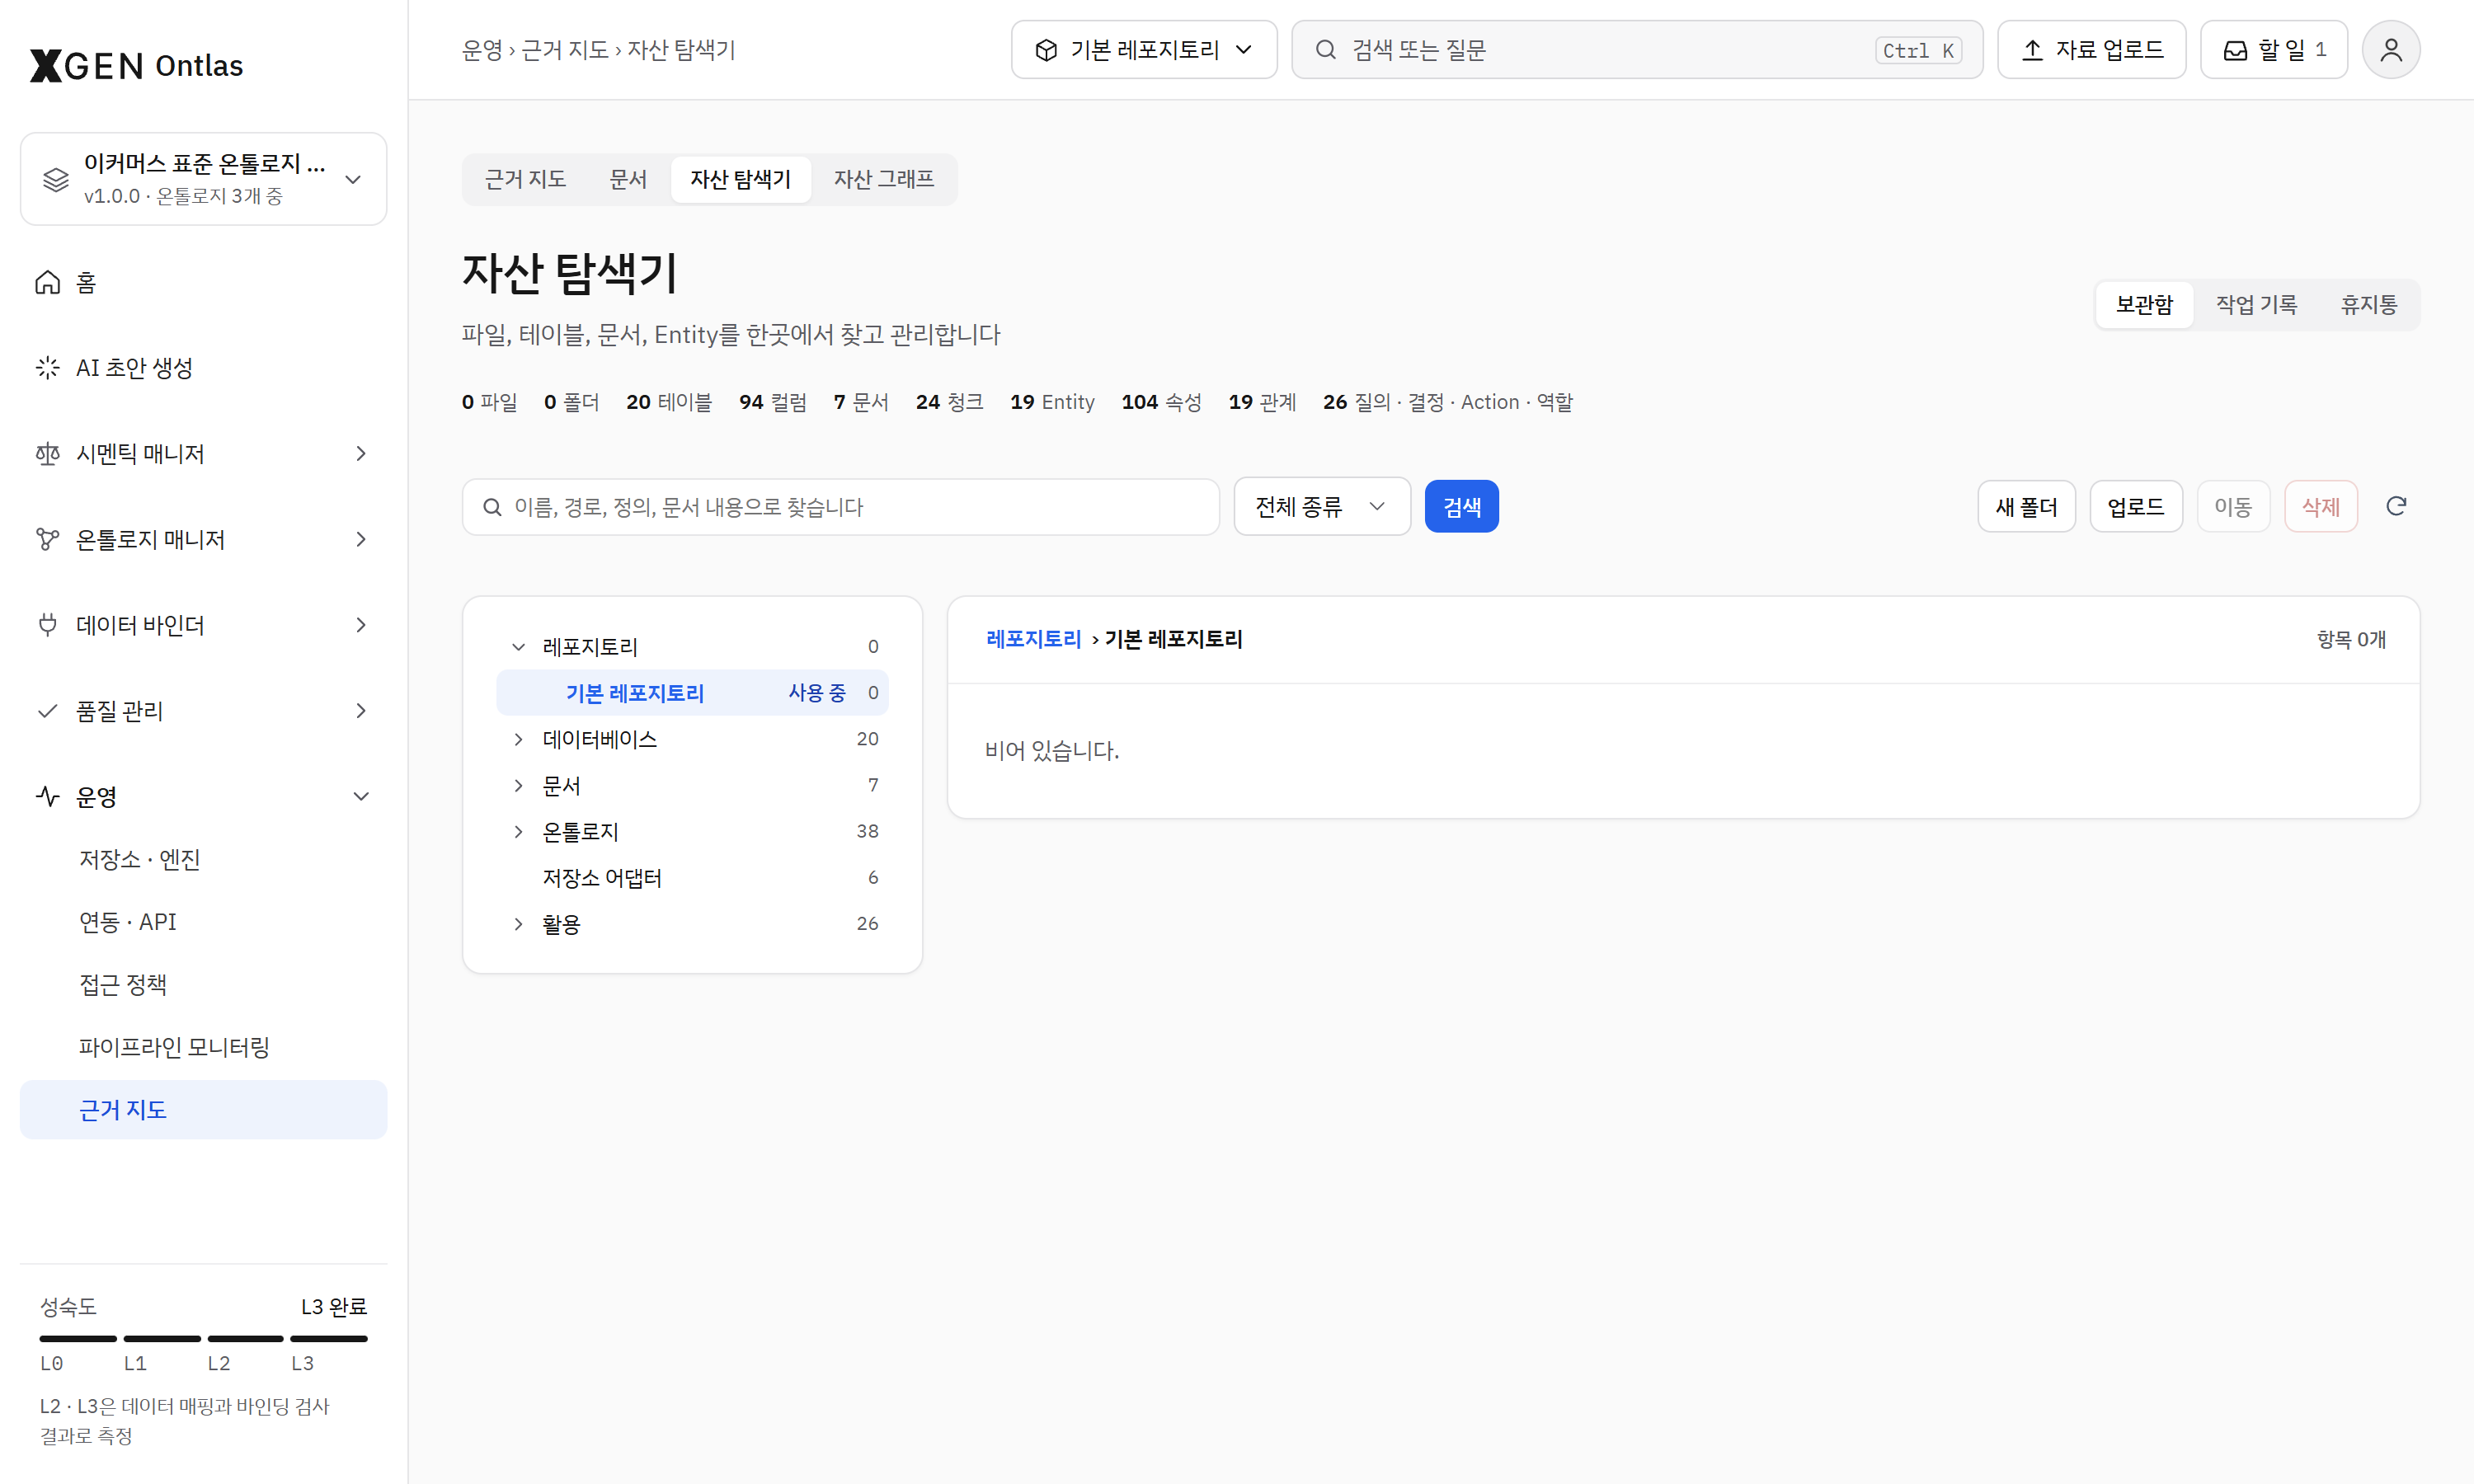 XGEN Ontlas
이커머스 표준 온톨로지 ...
v1.0.0 · 온톨로지 3개 중
홈
AI 초안 생성
시멘틱 매니저
온톨로지 매니저
데이터 바인더
품질 관리
운영
저장소 · 엔진
연동 · API
접근 정책
파이프라인 모니터링
근거 지도
성숙도 L3 완료
L0 L1 L2 L3
L2 · L3은 데이터 매핑과 바인딩 검사
결과로 측정
운영 › 근거 지도 › 자산 탐색기
기본 레포지토리
검색 또는 질문 Ctrl K
자료 업로드
할 일 1
근거 지도 문서 자산 탐색기 자산 그래프
자산 탐색기
파일, 테이블, 문서, Entity를 한곳에서 찾고 관리합니다
보관함 작업 기록 휴지통
0 파일 0 폴더 20 테이블 94 컬럼 7 문서 24 청크 19 Entity 104 속성 19 관계 26 질의 · 결정 · Action · 역할
이름, 경로, 정의, 문서 내용으로 찾습니다
전체 종류
검색
새 폴더 업로드 이동 삭제
레포지토리 0
기본 레포지토리 사용 중 0
데이터베이스 20
문서 7
온톨로지 38
저장소 어댑터 6
활용 26
레포지토리 › 기본 레포지토리 항목 0개
비어 있습니다.